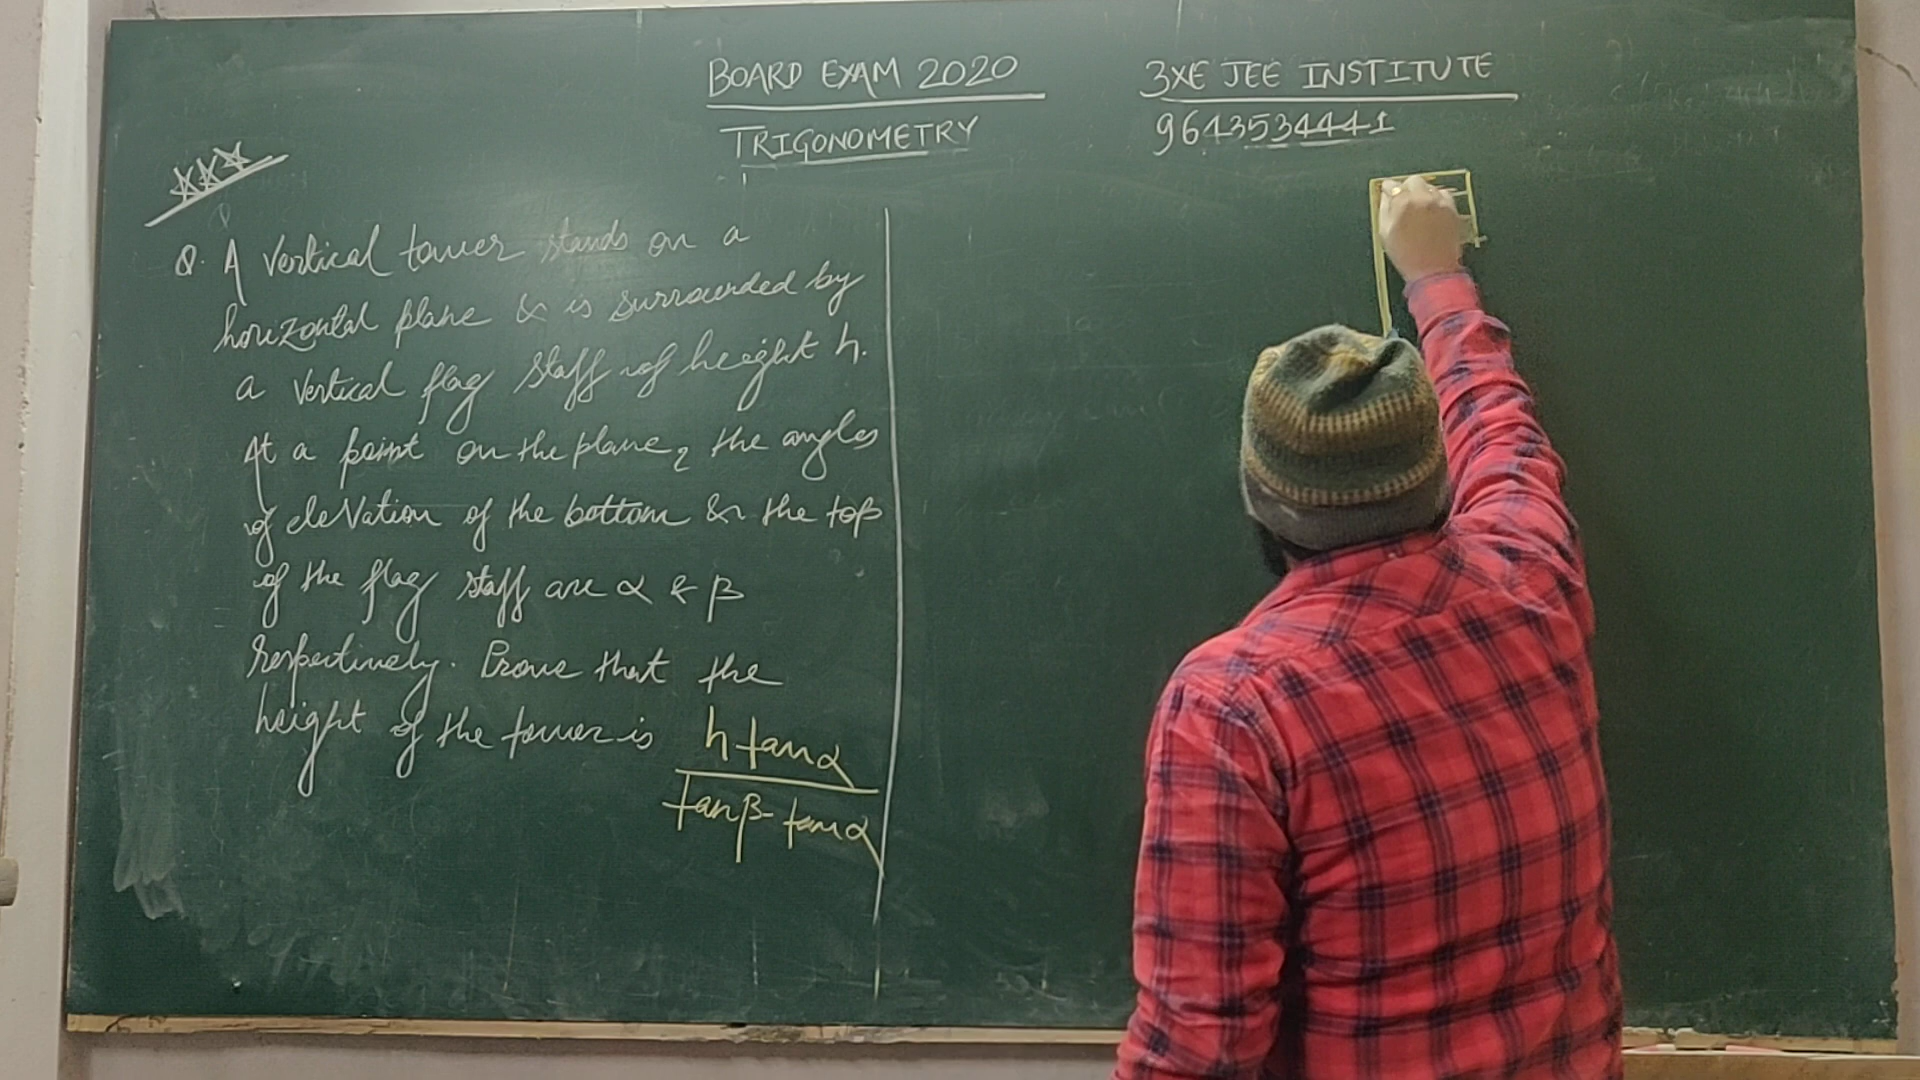 BOARD EXAM 2020
TRIGONOMETRY
3XE JEE INSTITUTE
9643534441
Q. A vertical tower stands on a
horizontal plane & is surrounded by
a vertical flag staff of height h.
At a point on the plane, the angles
of elevation of the bottom & the top
of the flag staff are α & β
respectively. Prove that the
height of the tower is h tanα
tanβ - tanα